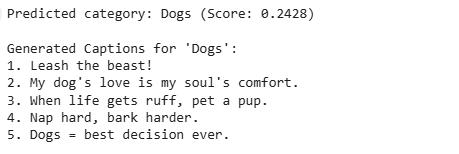 Predicted category: Dogs (Score: 0.2428)
Generated Captions for 'Dogs':
1. Leash the beast!
2. My dog's love is my soul's comfort.
3. When life gets ruff, pet a pup.
4. Nap hard, bark harder.
5. Dogs = best decision ever.